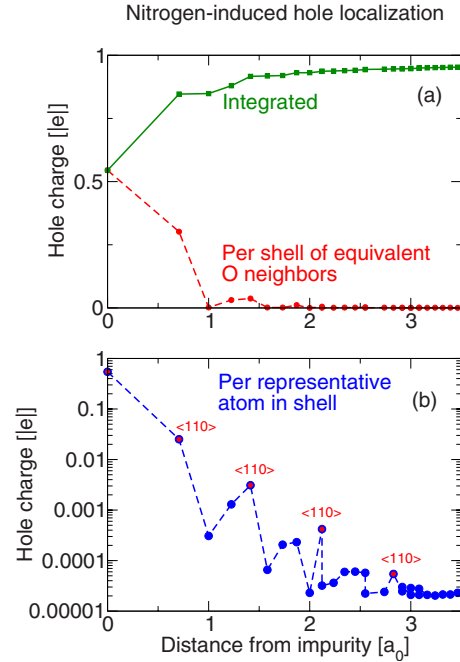 Nitrogen-induced hole localization
1
0.5
0
Hole charge [|e|]
(a)
Integrated
Per shell of equivalent
O neighbors
0
1
2
3
1
0.1
0.01
0.001
0.0001
0.00001
Hole charge [|e|]
Per representative
atom in shell
(b)
<110>
<110>
<110>
<110>
0
1
2
3
Distance from impurity [a₀]